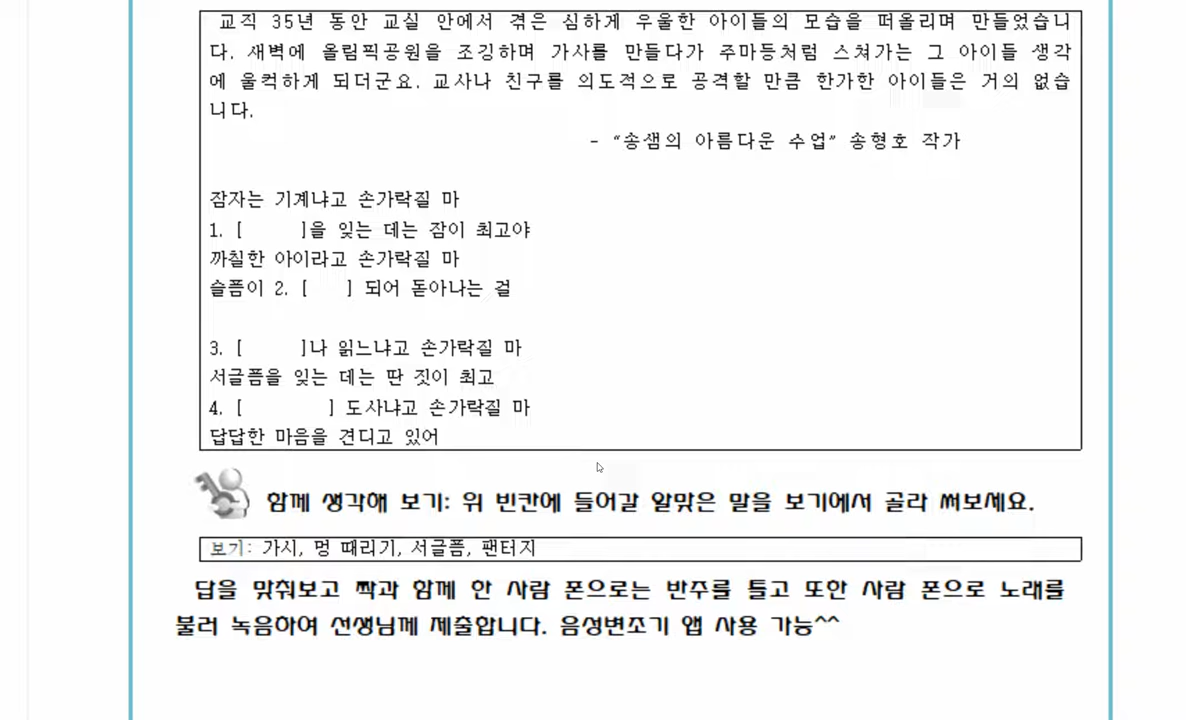 교직 35년 동안 교실 안에서 겪은 심하게 우울한 아이들의 모습을 떠올리며 만들었습니
다. 새벽에 올림픽공원을 조깅하며 가사를 만들다가 주마등처럼 스쳐가는 그 아이들 생각
에 울컥하게 되더군요. 교사나 친구를 의도적으로 공격할 만큼 한가한 아이들은 거의 없습
니다.
- "송샘의 아름다운 수업" 송형호 작가
잠자는 기계냐고 손가락질 마
1. [ ]을 잊는 데는 잠이 최고야
까칠한 아이라고 손가락질 마
슬픔이 2. [ ] 되어 돋아나는 걸
3. [ ]나 읽느냐고 손가락질 마
서글픔을 잊는 데는 딴 짓이 최고
4. [ ] 도사냐고 손가락질 마
답답한 마음을 견디고 있어
함께 생각해 보기: 위 빈칸에 들어갈 알맞은 말을 보기에서 골라 써보세요.
보기: 가시, 멍 때리기, 서글픔, 팬터지
답을 맞춰보고 짝과 함께 한 사람 폰으로는 반주를 틀고 또한 사람 폰으로 노래를
불러 녹음하여 선생님께 제출합니다. 음성변조기 앱 사용 가능^^